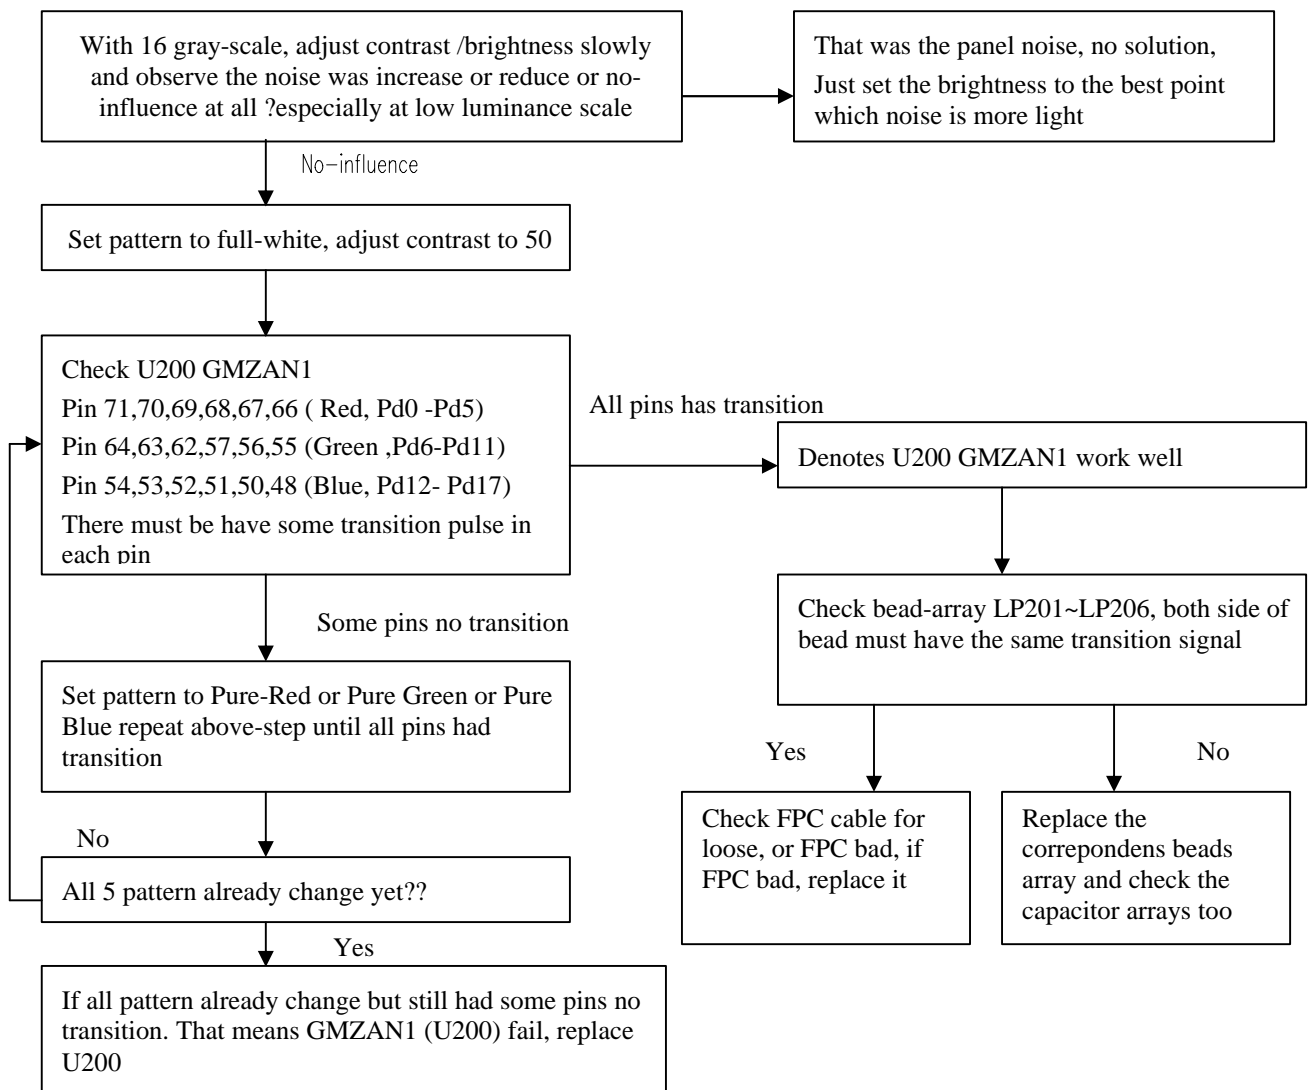 With 16 gray-scale, adjust contrast /brightness slowly
and observe the noise was increase or reduce or no-
influence at all ?especially at low luminance scale
That was the panel noise, no solution,
Just set the brightness to the best point
which noise is more light
No-influence
Set pattern to full-white, adjust contrast to 50
Check U200 GMZAN1
Pin 71,70,69,68,67,66 ( Red, Pd0 -Pd5)
Pin 64,63,62,57,56,55 (Green ,Pd6-Pd11)
Pin 54,53,52,51,50,48 (Blue, Pd12- Pd17)
There must be have some transition pulse in
each pin
All pins has transition
Denotes U200 GMZAN1 work well
Check bead-array LP201~LP206, both side of
bead must have the same transition signal
Some pins no transition
Set pattern to Pure-Red or Pure Green or Pure
Blue repeat above-step until all pins had
transition
Yes
No
Check FPC cable for
loose, or FPC bad, if
FPC bad, replace it
Replace the
correpondens beads
array and check the
capacitor arrays too
No
All 5 pattern already change yet??
Yes
If all pattern already change but still had some pins no
transition. That means GMZAN1 (U200) fail, replace
U200